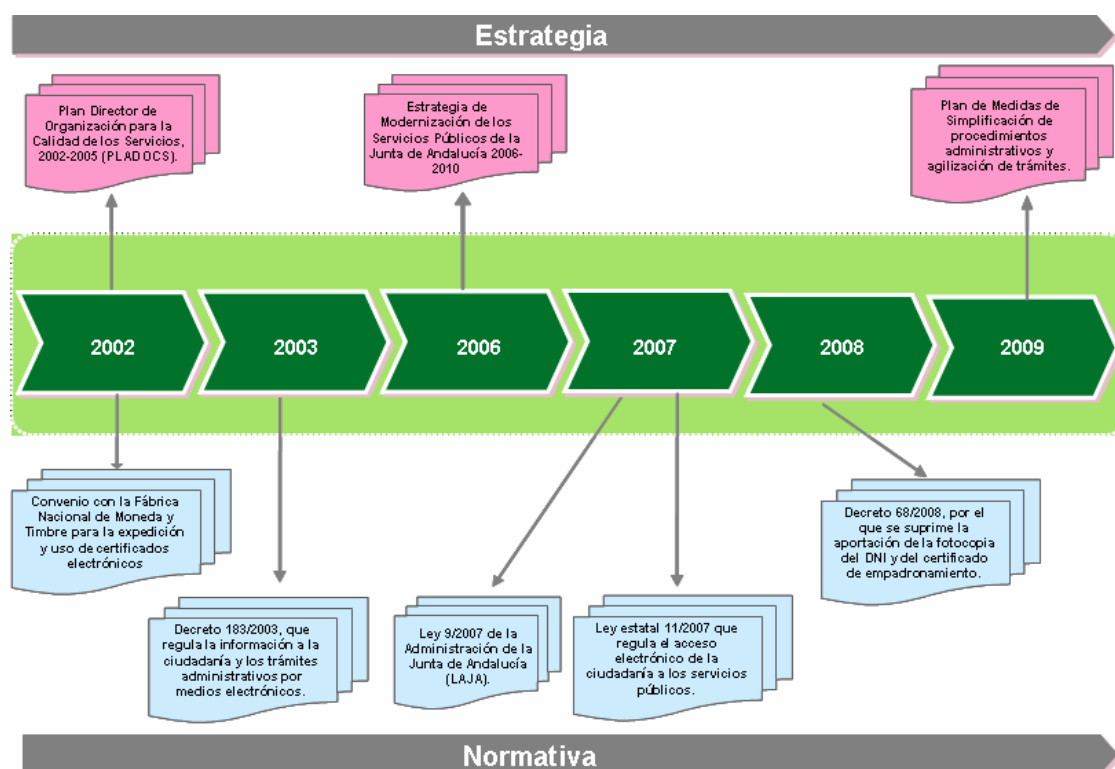 Estrategia
Plan Director de
Organización para la
Calidad de los Servicios,
2002-2005 (PLADOCS).
Estrategia de
Modernización de los
Servicios Públicos de la
Junta de Andalucía 2006-
2010
Plan de Medidas de
Simplificación de
procedimientos
administrativos y
agilización de trámites.
2002
2003
2006
2007
2008
2009
Convenio con la Fábrica
Nacional de Moneda y
Timbre para la expedición
y uso de certificados
electrónicos
Decreto 183/2003, que
regula la información a la
ciudadanía y los trámites
administrativos por
medios electrónicos.
Ley 9/2007 de la
Administración de la
Junta de Andalucía
(LAJA).
Ley estatal 11/2007 que
regula el acceso
electrónico de la
ciudadanía a los servicios
públicos.
Decreto 68/2008, por el
que se suprime la
aportación de la fotocopia
del DNI y del certificado
de empadronamiento.
Normativa